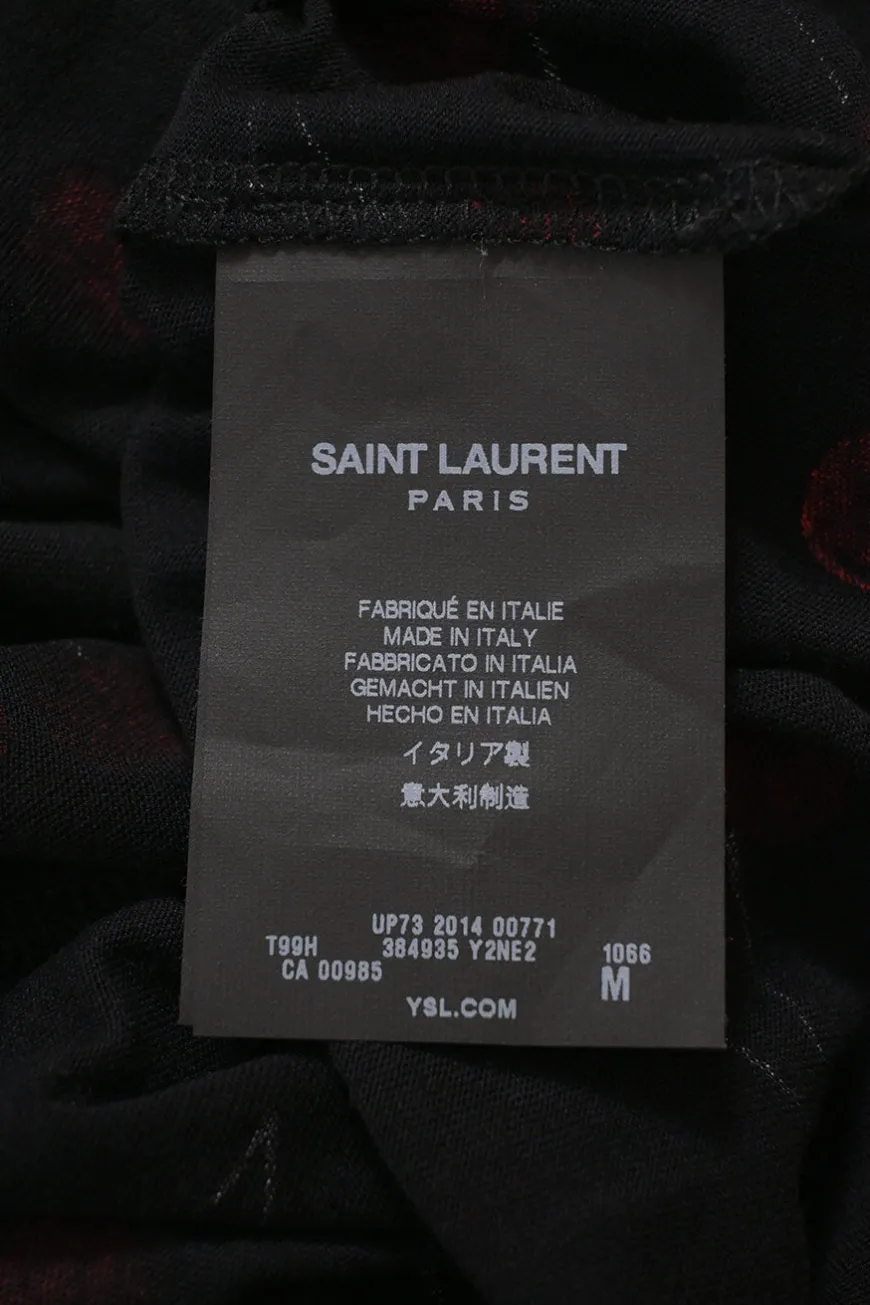 SAINT LAURENT
PARIS
FABRIQUÉ EN ITALIE
MADE IN ITALY
FABBRICATO IN ITALIA
GEMACHT IN ITALIEN
HECHO EN ITALIA
イタリア製
意大利制造
UP73 2014 00771
T99H 384935 Y2NE2 1066
CA 00985 M
YSL.COM